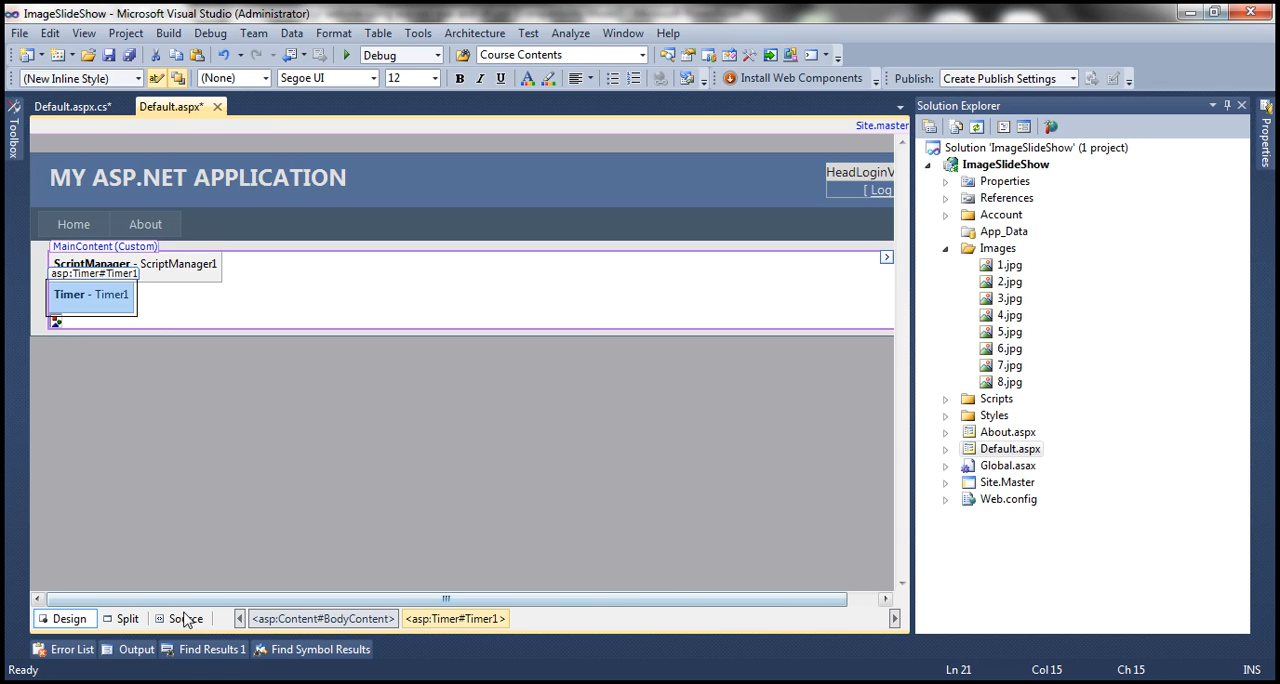 ImageSlideShow - Microsoft Visual Studio (Administrator)
File Edit View Project Build Debug Team Data Format Table Tools Architecture Test Analyze Window Help
Debug Course Contents
(New Inline Style) (None) Segoe UI 12 B I U A Install Web Components Publish: Create Publish Settings
Default.aspx.cs* Default.aspx*
Toolbox
Site.master
MY ASP.NET APPLICATION
HeadLoginV
[ Log
Home About
MainContent (Custom)
ScriptManager - ScriptManager1
asp:Timer#Timer1
Timer - Timer1
Design Split Source <asp:Content#BodyContent> <asp:Timer#Timer1>
Solution Explorer
Properties
Solution 'ImageSlideShow' (1 project)
ImageSlideShow
Properties
References
Account
App_Data
Images
1.jpg
2.jpg
3.jpg
4.jpg
5.jpg
6.jpg
7.jpg
8.jpg
Scripts
Styles
About.aspx
Default.aspx
Global.asax
Site.Master
Web.config
Error List Output Find Results 1 Find Symbol Results
Ready Ln 21 Col 15 Ch 15 INS